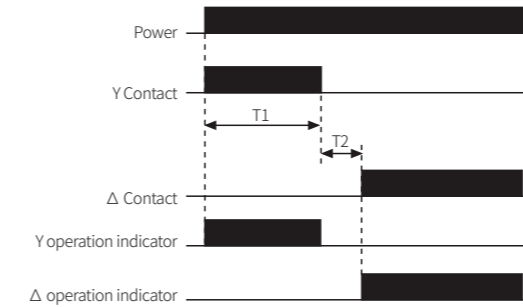 Power
Y Contact
T1
T2
Δ Contact
Y operation indicator
Δ operation indicator